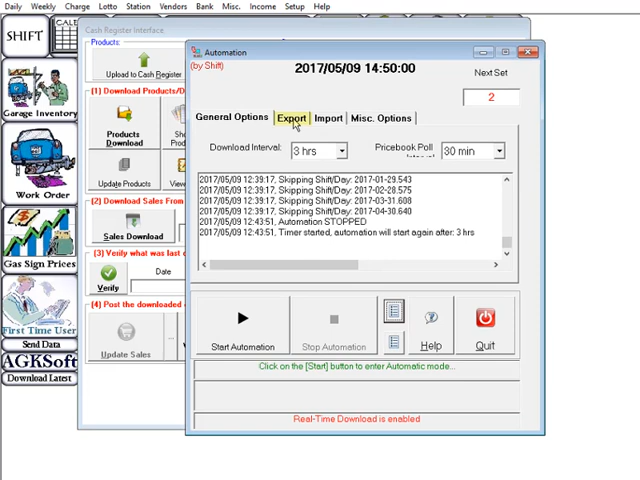 Daily Weekly Charge Lotto Station Vendors Bank Misc. Income Setup Help
SHIFT
CALE
Garage Inventory
Work Order
Gas Sign Prices
First Time User
Send Data
AGKSoft
Download Latest
Cash Register Interface
Products:
Upload to Cash Register
(1) Download Products/D
Products
Download
Update Products
(2) Download Sales From
Sales Download
(3) Verify what was last d
Verify
Date
(4) Post the downloaded
Update Sales
...
Automation
(by Shift)
2017/05/09 14:50:00
Next Set
2
General Options
Export
Import
Misc. Options
Download Interval:
3 hrs
Pricebook Poll
30 min
2017/05/09 12:39:17, Skipping Shift/Day: 2017-01-29.543
2017/05/09 12:39:17, Skipping Shift/Day: 2017-02-28.575
2017/05/09 12:39:17, Skipping Shift/Day: 2017-03-31.608
2017/05/09 12:39:17, Skipping Shift/Day: 2017-04-30.640
2017/05/09 12:43:51, Automation STOPPED
2017/05/09 12:43:51, Timer started, automation will start again after: 3 hrs
Start Automation
Stop Automation
Help
Quit
Click on the [Start] button to enter Automatic mode...
Real-Time Download is enabled